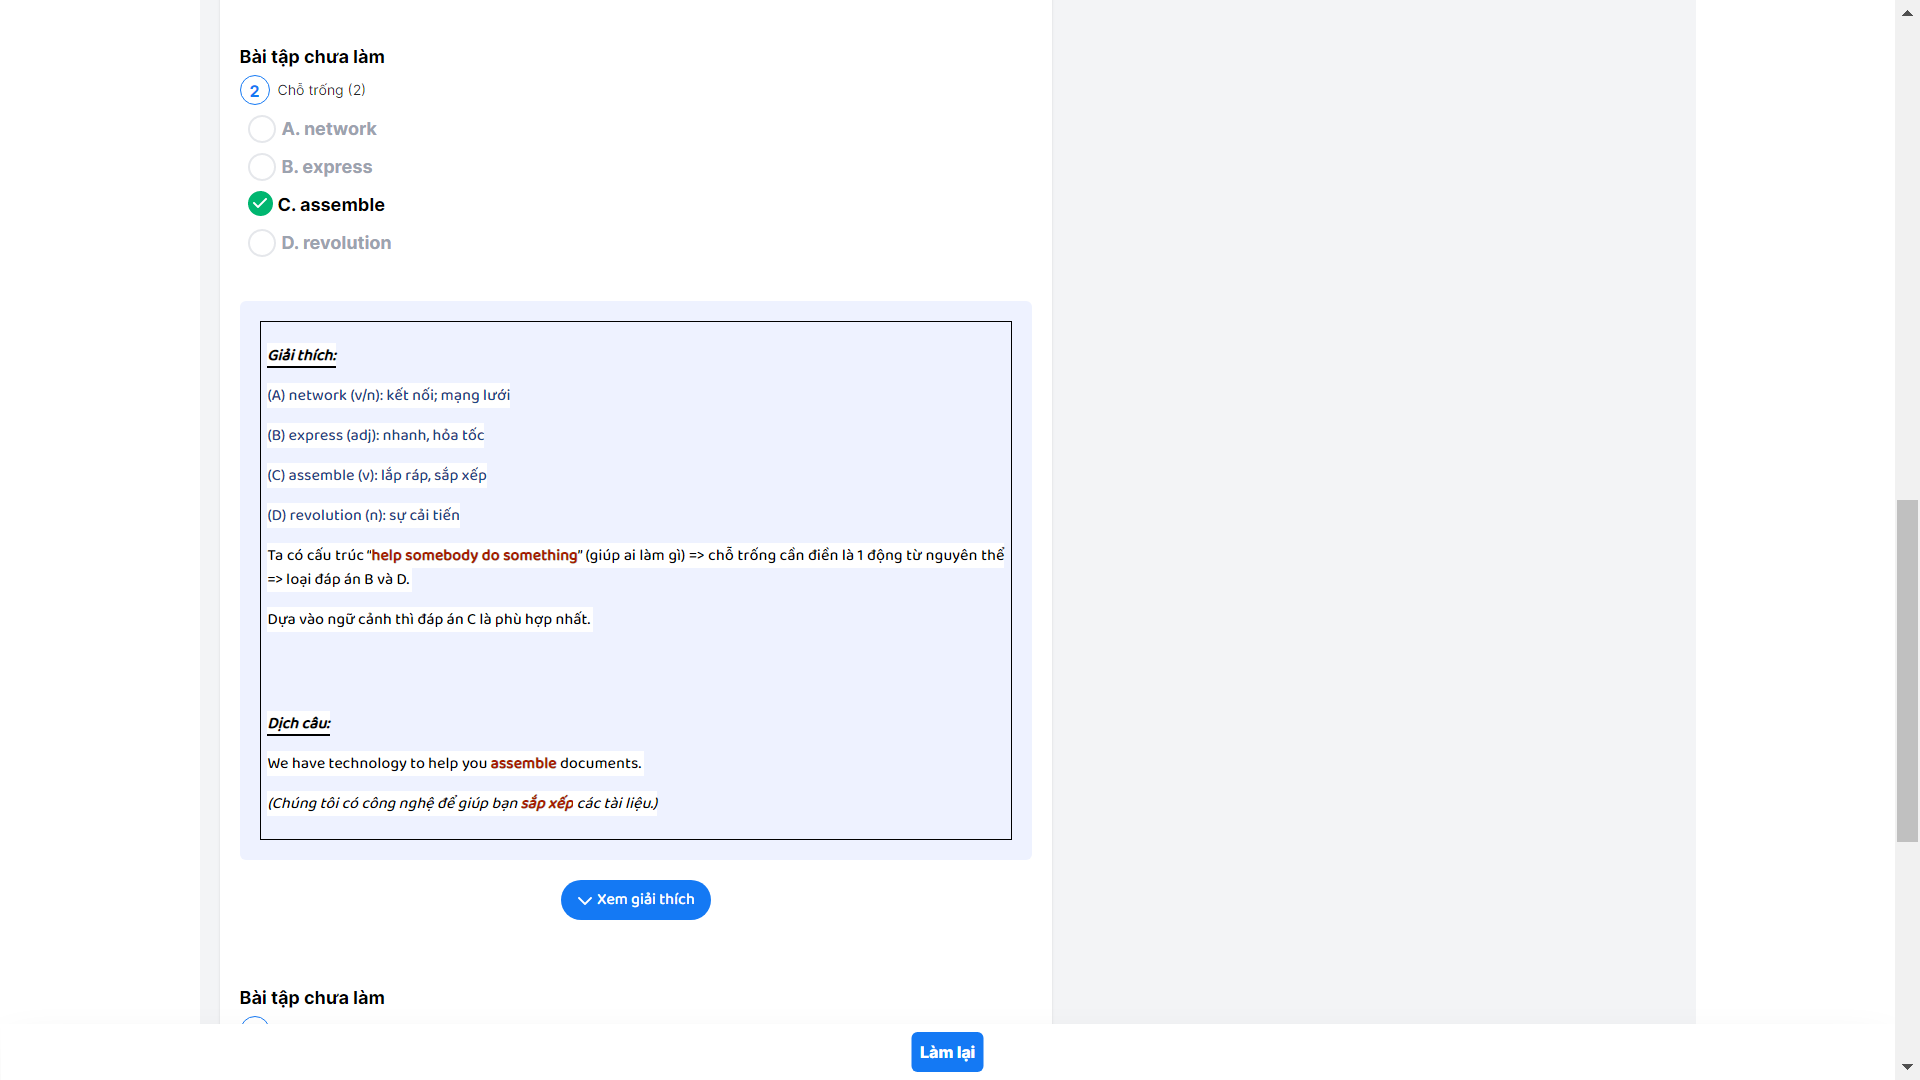 Bài tập chưa làm
2 Chỗ trống (2)
A. network
B. express
C. assemble
D. revolution
Giải thích:
(A) network (v/n): kết nối; mạng lưới
(B) express (adj): nhanh, hỏa tốc
(C) assemble (v): lắp ráp, sắp xếp
(D) revolution (n): sự cải tiến
Ta có cấu trúc “help somebody do something” (giúp ai làm gì) => chỗ trống cần điền là 1 động từ nguyên thể
=> loại đáp án B và D.
Dựa vào ngữ cảnh thì đáp án C là phù hợp nhất.
Dịch câu:
We have technology to help you assemble documents.
(Chúng tôi có công nghệ để giúp bạn sắp xếp các tài liệu.)
Xem giải thích
Bài tập chưa làm
Làm lại